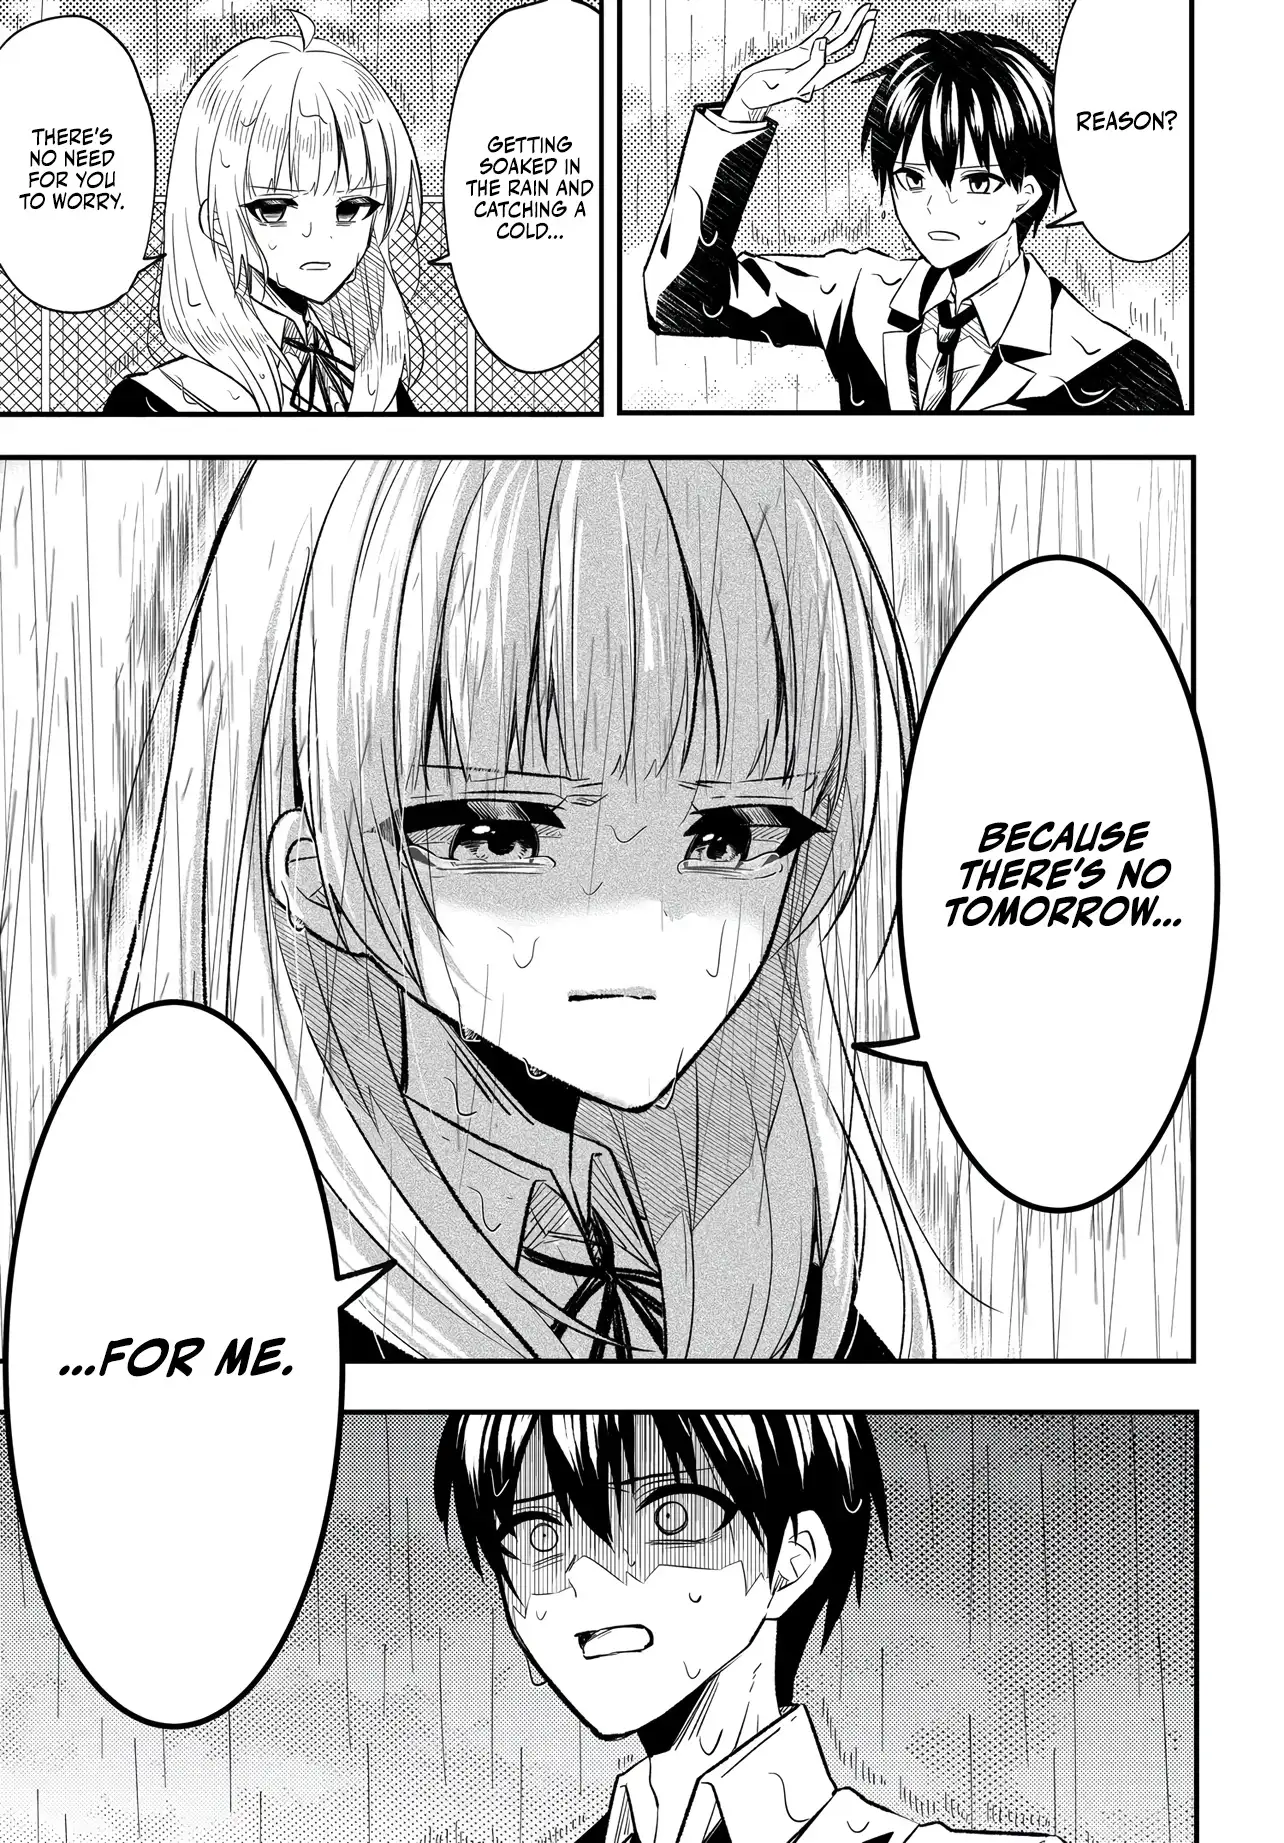 REASON?
GETTING
SOAKED IN
THE RAIN AND
CATCHING A
COLD...
THERE'S
NO NEED
FOR YOU
TO WORRY.
BECAUSE
THERE'S NO
TOMORROW...
...FOR ME.